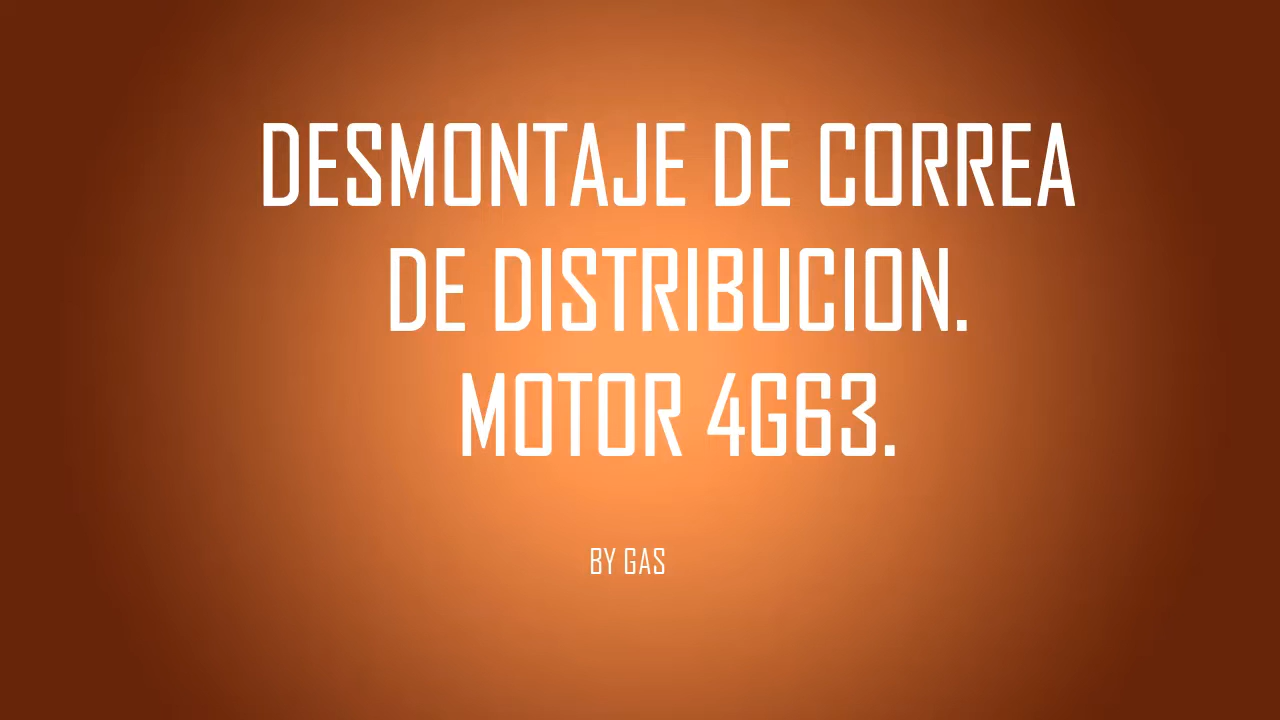 DESMONTAJE DE CORREA
DE DISTRIBUCION.
MOTOR 4G63.
BY GAS